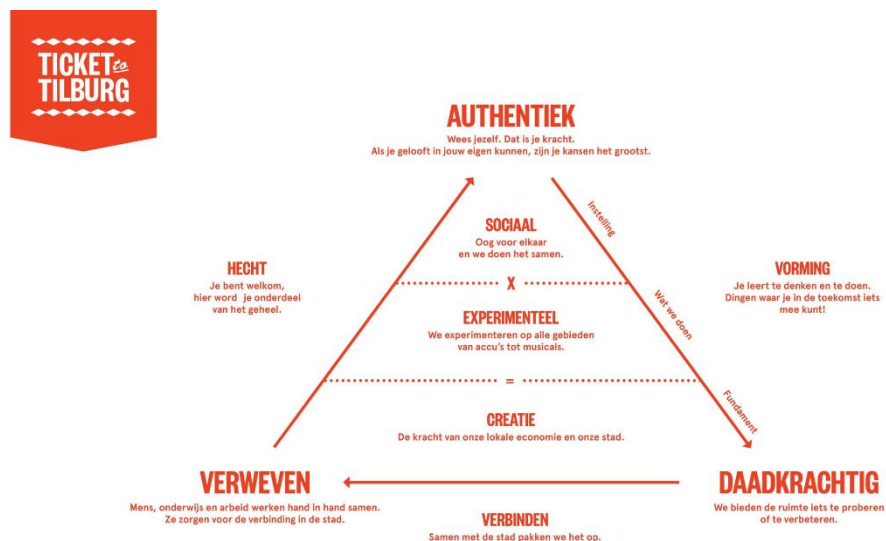 TICKET to
TILBURG
AUTHENTIEK
Wees jezelf. Dat is je kracht.
Als je gelooft in jouw eigen kunnen, zijn je kansen het grootst.
Instelling
SOCIAAL
Oog voor elkaar
en we doen het samen.
HECHT
Je bent welkom,
hier word je onderdeel
van het geheel.
X
VORMING
Je leert te denken en te doen.
Dingen waar je in de toekomst iets
mee kunt!
Wat we doen
EXPERIMENTEEL
We experimenteren op alle gebieden
van accu's tot musicals.
=
Fundament
CREATIE
De kracht van onze lokale economie en onze stad.
VERWEVEN
Mens, onderwijs en arbeid werken hand in hand samen.
Ze zorgen voor de verbinding in de stad.
DAADKRACHTIG
We bieden de ruimte iets te proberen
of te verbeteren.
VERBINDEN
Samen met de stad pakken we het op.